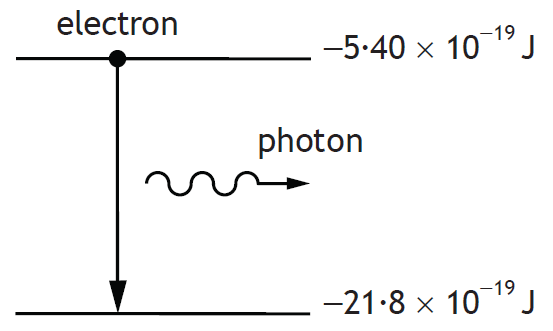 electron
–5·40 × 10⁻¹⁹ J
photon
–21·8 × 10⁻¹⁹ J